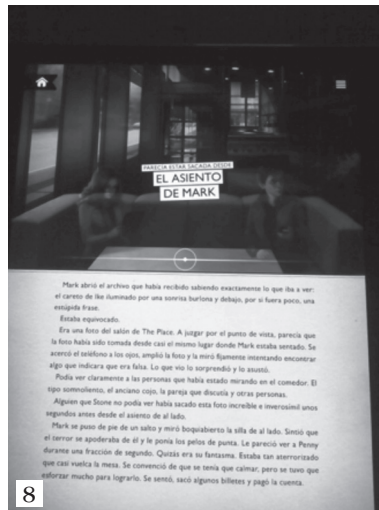 PARECÍA ESTAR SACADA DESDE
EL ASIENTO
DE MARK
Mark abrió el archivo que había recibido sabiendo exactamente lo que iba a ver:
el careto de Ike iluminado por una sonrisa burlona y debajo, por si fuera poco, una
estúpida frase.
Estaba equivocado.
Era una foto del salón de The Place. A juzgar por el punto de vista, parecía que
la foto había sido tomada desde casi el mismo lugar donde Mark estaba sentado. Se
acercó el teléfono a los ojos, amplió la foto y la miró fijamente intentando encontrar
algo que indicara que era falsa. Lo que vio lo sorprendió y lo asustó.
Podía ver claramente a las personas que había estado mirando en el comedor. El
tipo somnoliento, el anciano cojo, la pareja que discutía y otras personas.
Alguien que Stone no podía ver había sacado esta foto increíble e inverosímil unos
segundos antes desde el asiento de al lado.
Mark se puso de pie de un salto y miró boquiabierto la silla de al lado. Sintió que
el terror se apoderaba de él y le ponía los pelos de punta. Le pareció ver a Penny
durante una fracción de segundo. Quizás era su fantasma. Estaba tan aterrorizado
que casi vuelca la mesa. Se convenció de que se tenía que calmar, pero se tuvo que
esforzar mucho para lograrlo. Se sentó, sacó algunos billetes y pagó la cuenta.
8